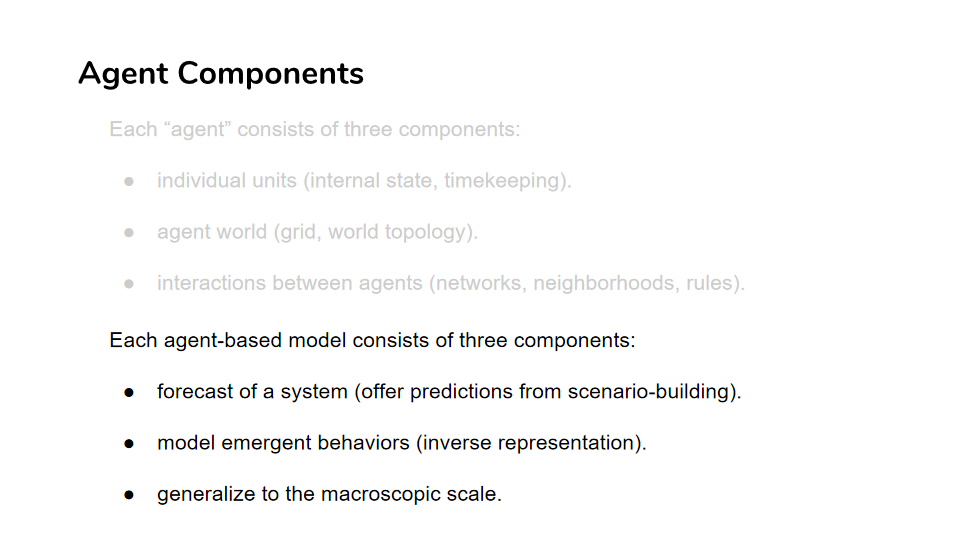 Agent Components
Each “agent” consists of three components:
● individual units (internal state, timekeeping).
● agent world (grid, world topology).
● interactions between agents (networks, neighborhoods, rules).
Each agent-based model consists of three components:
● forecast of a system (offer predictions from scenario-building).
● model emergent behaviors (inverse representation).
● generalize to the macroscopic scale.